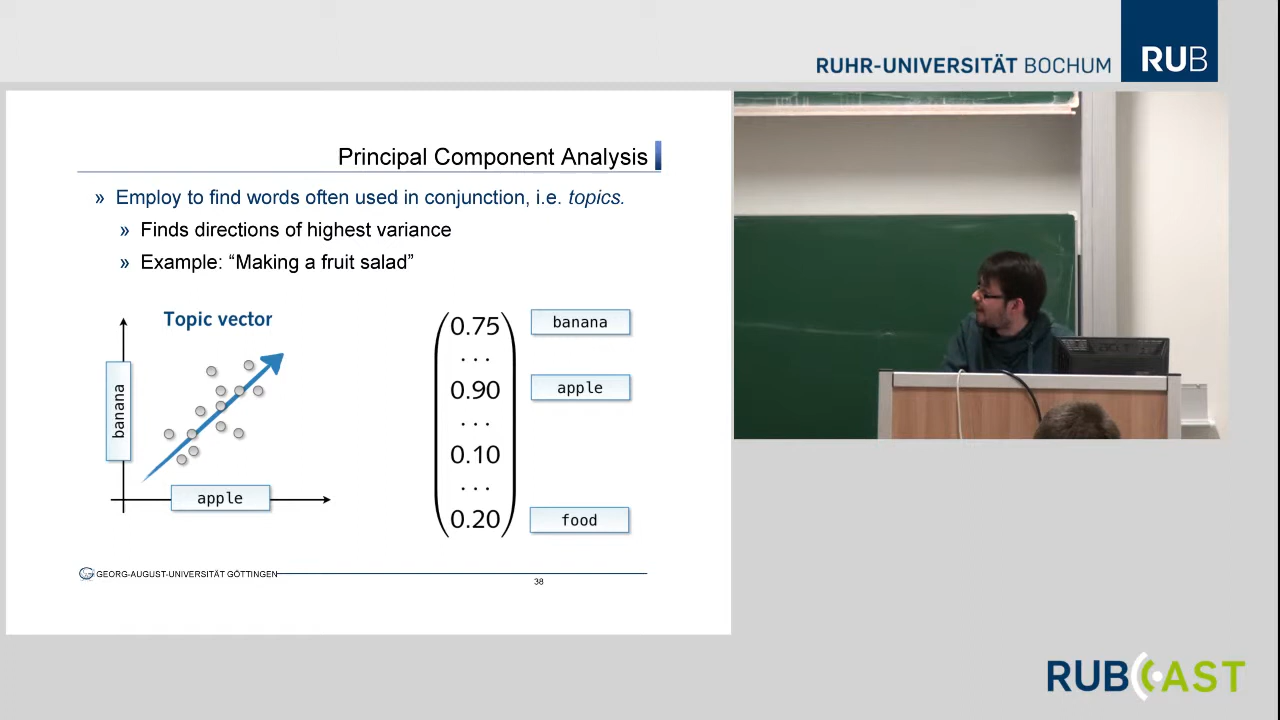 RUHR-UNIVERSITÄT BOCHUM
RUB
Principal Component Analysis
» Employ to find words often used in conjunction, i.e. topics.
» Finds directions of highest variance
» Example: “Making a fruit salad”
Topic vector
banana
apple
0.75
banana
...
0.90
apple
...
0.10
...
0.20
food
GEORG-AUGUST-UNIVERSITÄT GÖTTINGEN
38
RUBCAST